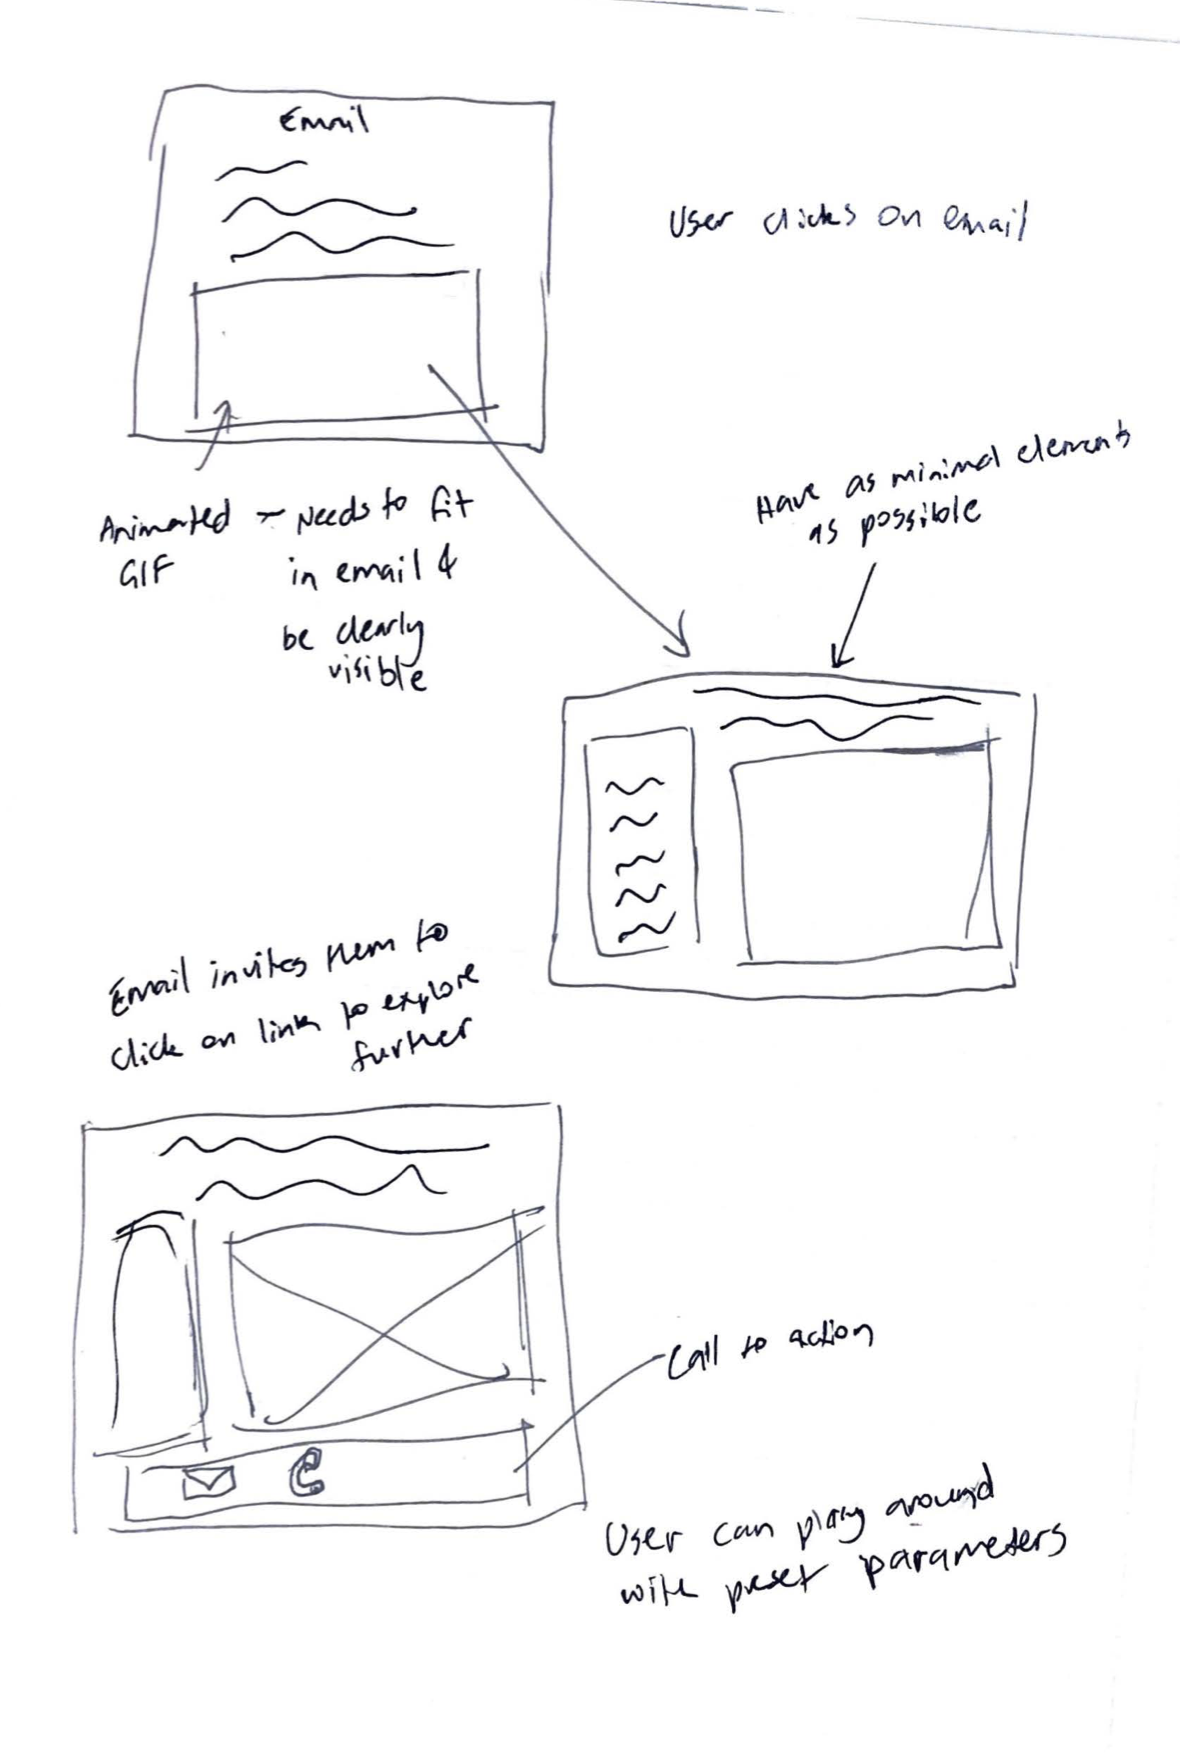 Email
User clicks on email
Have as minimal elements
as possible
Animated - Needs to fit
GIF in email &
be clearly
visible
Email invites them to
click on link to explore
further
Call to action
User can play around
with preset parameters